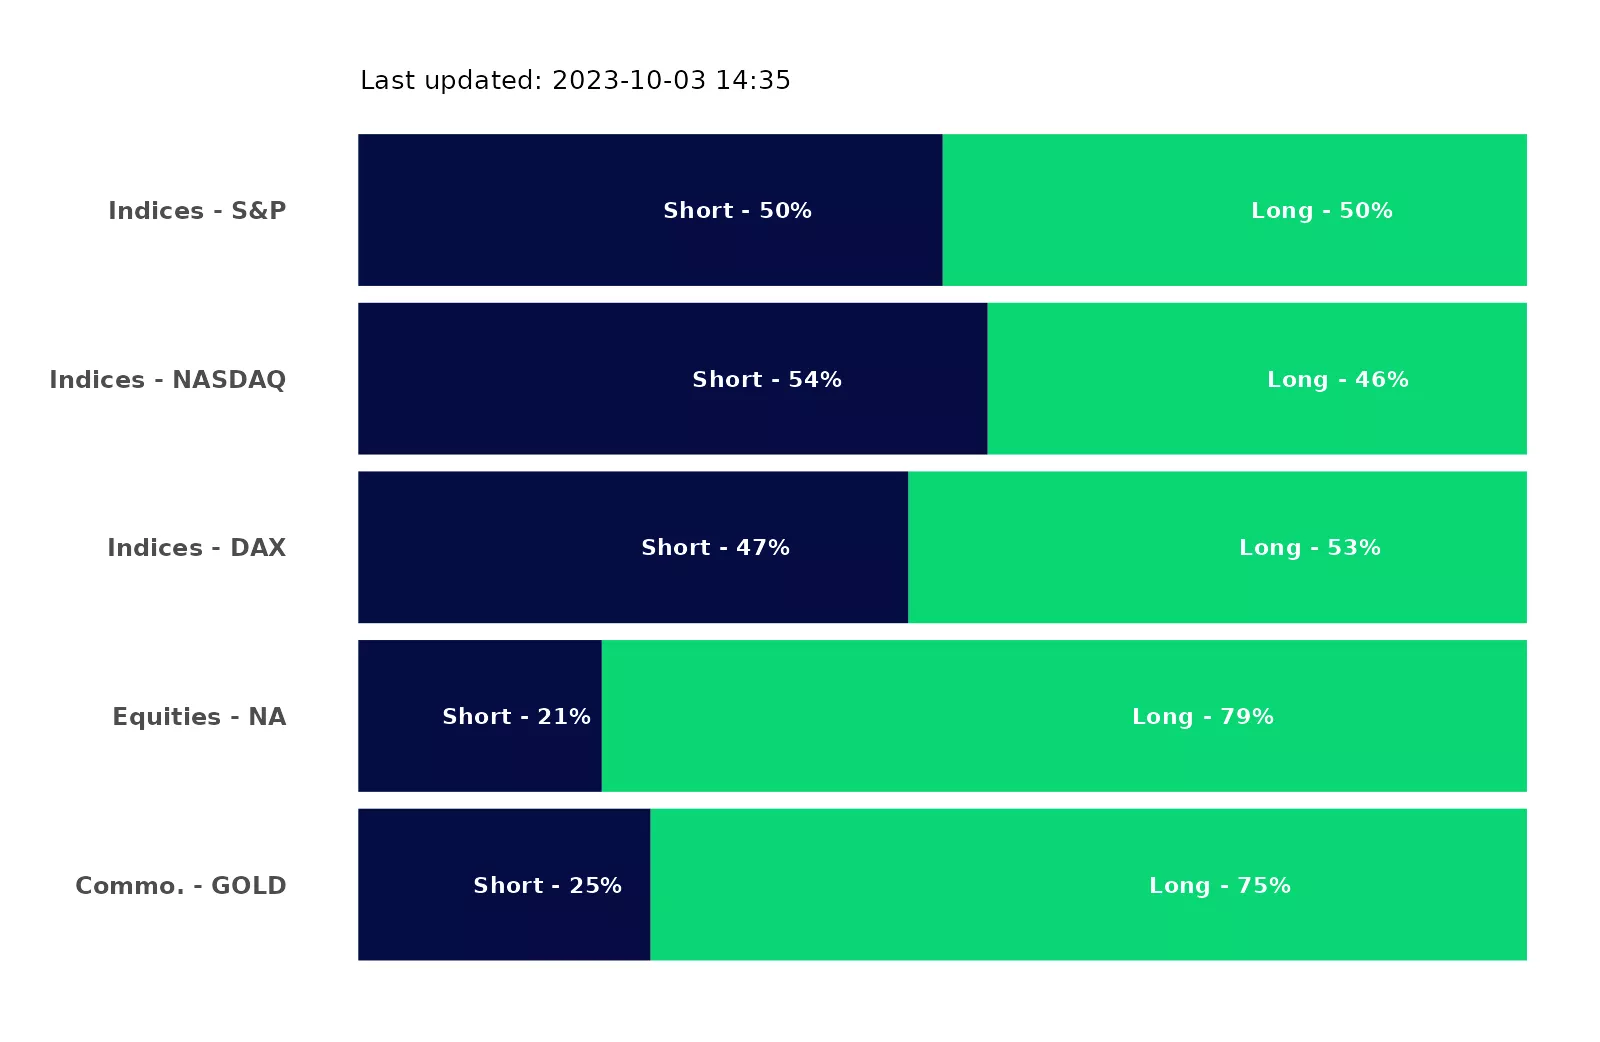 Last updated: 2023-10-03 14:35
Indices - S&P Short - 50% Long - 50%
Indices - NASDAQ Short - 54% Long - 46%
Indices - DAX Short - 47% Long - 53%
Equities - NA Short - 21% Long - 79%
Commo. - GOLD Short - 25% Long - 75%